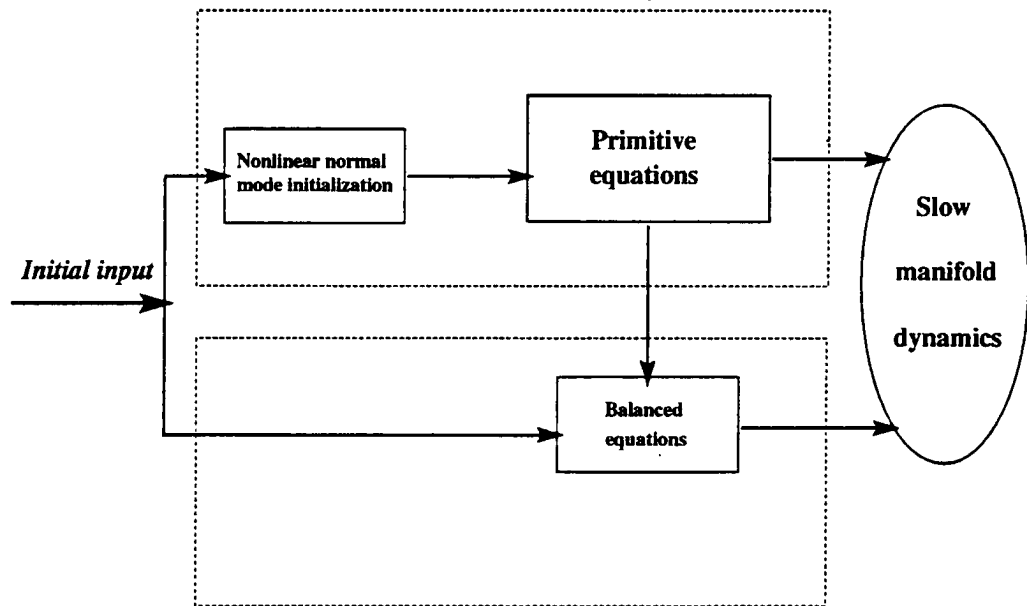 Nonlinear normal
mode initialization
Primitive
equations
Initial input
Slow
manifold
dynamics
Balanced
equations